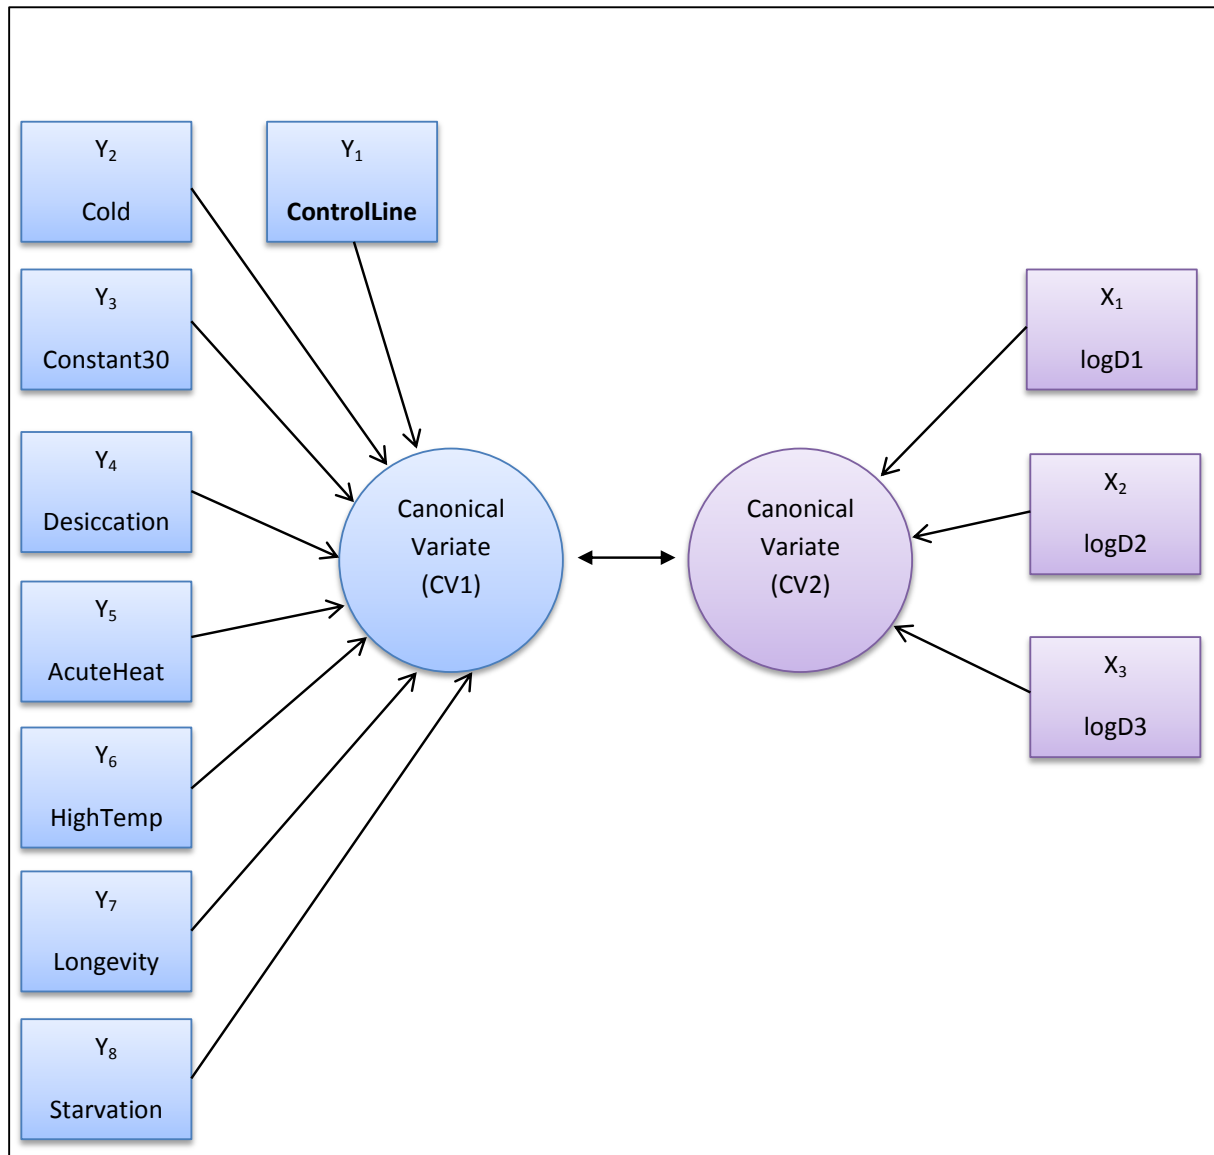 Y₂
Cold
Y₁
ControlLine
Y₃
Constant30
Y₄
Desiccation
Y₅
AcuteHeat
Y₆
HighTemp
Y₇
Longevity
Y₈
Starvation
Canonical
Variate
(CV1)
Canonical
Variate
(CV2)
X₁
logD1
X₂
logD2
X₃
logD3